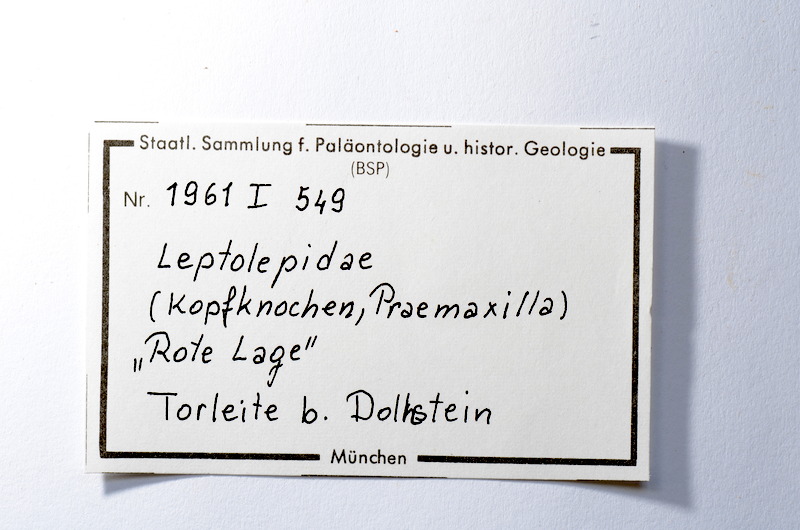 Staatl. Sammlung f. Paläontologie u. histor. Geologie
(BSP)
Nr. 1961 I 549
Leptolepidae
(Kopfknochen, Praemaxilla)
„Rote Lage"
Torleite b. Dollnstein
München